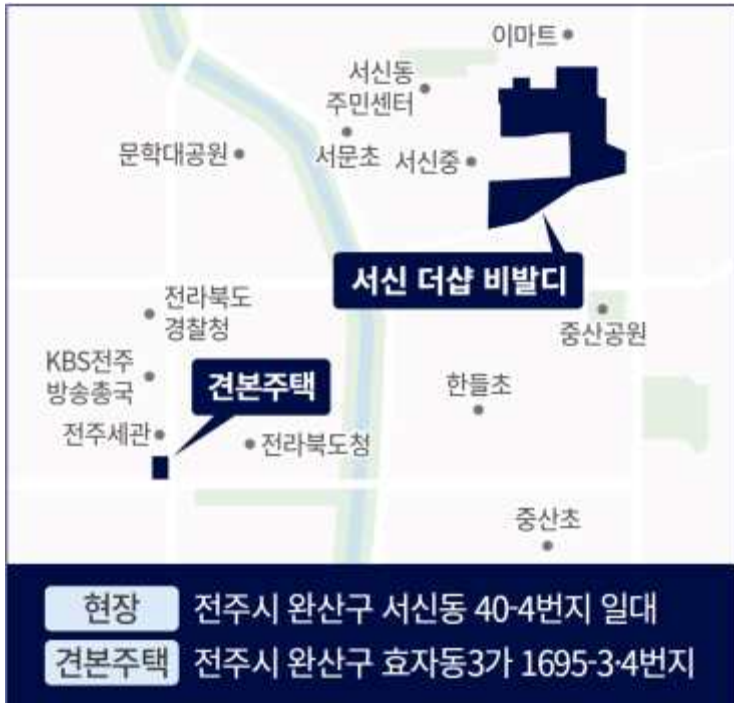 이마트
서신동
주민센터
문학대공원
서문초
서신중
서신 더샵 비발디
전라북도
경찰청
중산공원
KBS전주
방송총국
견본주택
한들초
전주세관
전라북도청
중산초
현장 전주시 완산구 서신동 40-4번지 일대
견본주택 전주시 완산구 효자동3가 1695-3·4번지